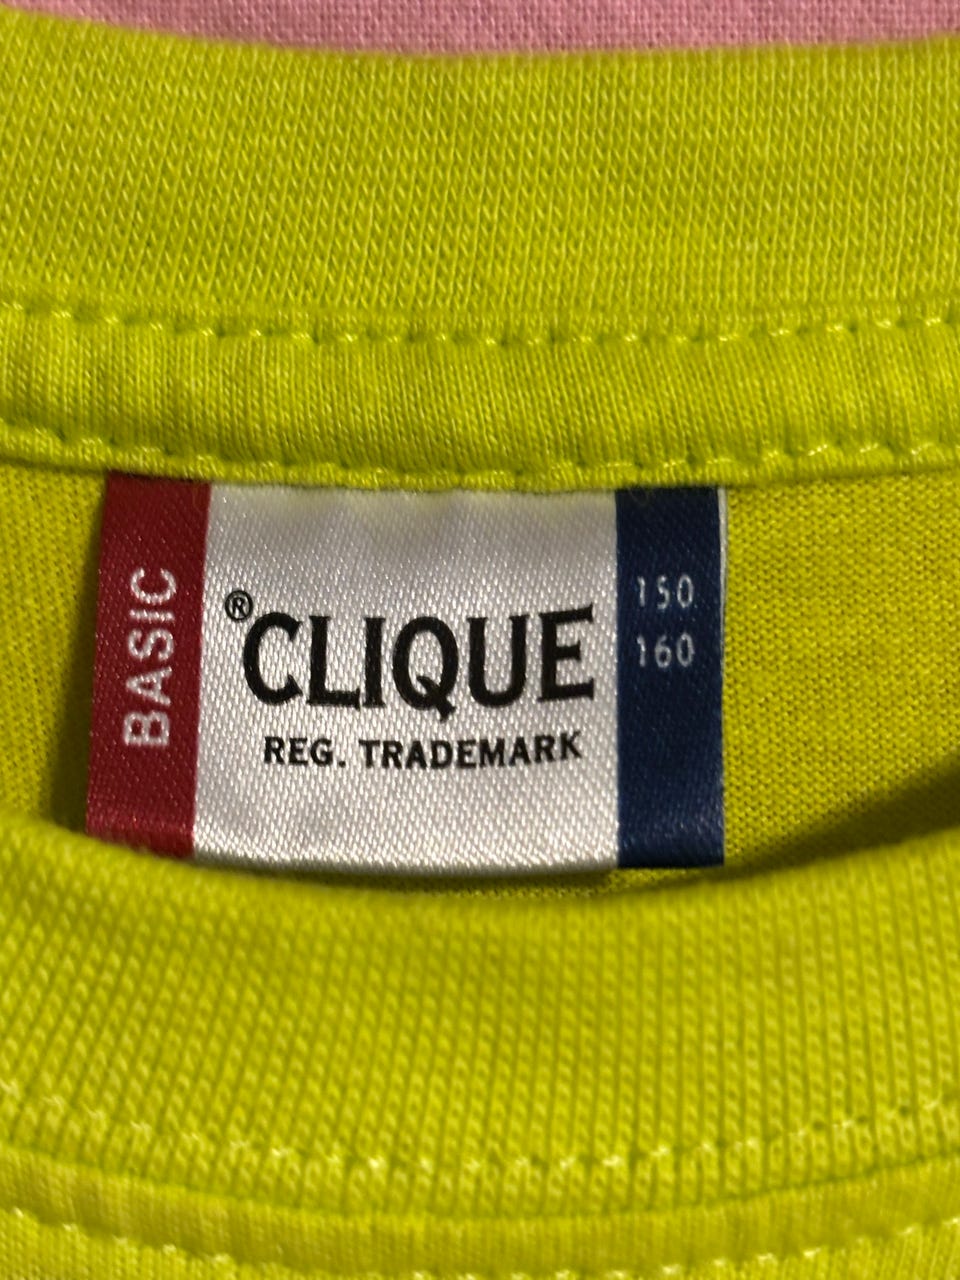 BASIC
®CLIQUE
REG. TRADEMARK
150
160